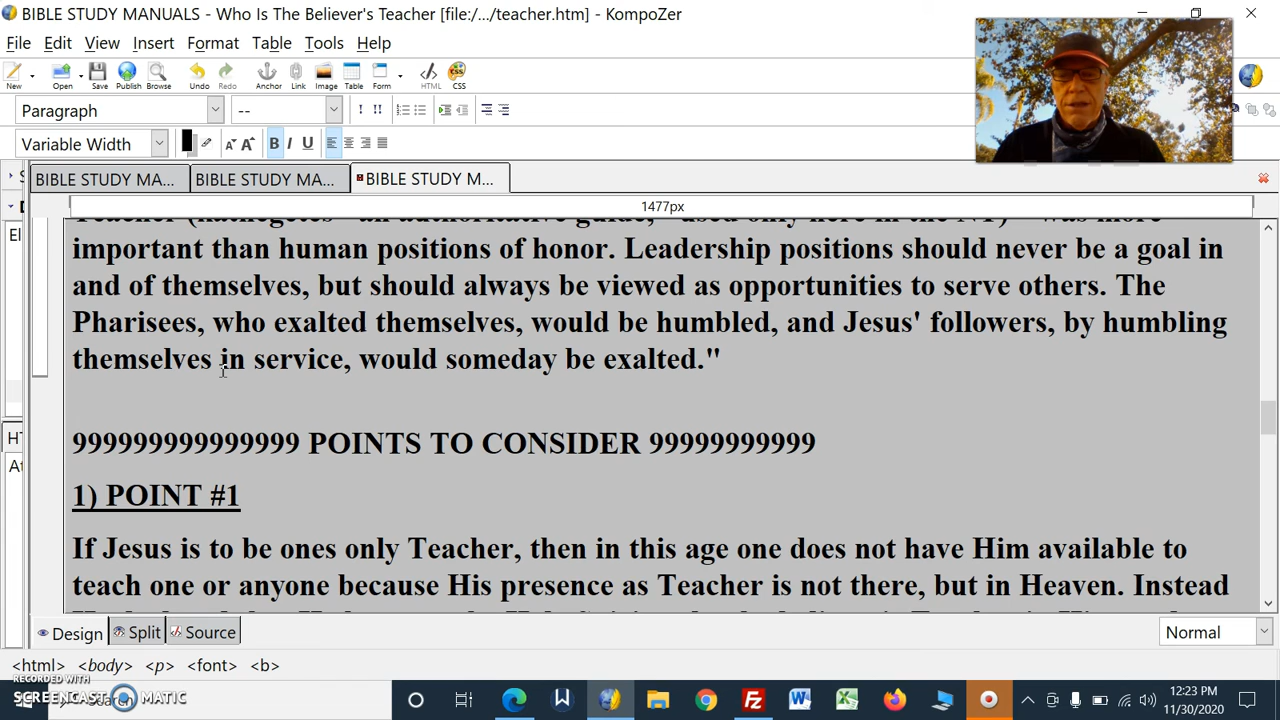 BIBLE STUDY MANUALS - Who Is The Believer's Teacher [file:/.../teacher.htm] - KompoZer
File Edit View Insert Format Table Tools Help
New Open Save Publish Browse Undo Redo Anchor Link Image Table Form HTML CSS
Paragraph -- ! !!
Variable Width B I U
BIBLE STUDY MA... BIBLE STUDY MA... BIBLE STUDY M...
1477px
important than human positions of honor. Leadership positions should never be a goal in
and of themselves, but should always be viewed as opportunities to serve others. The
Pharisees, who exalted themselves, would be humbled, and Jesus' followers, by humbling
themselves in service, would someday be exalted."
999999999999999 POINTS TO CONSIDER 99999999999
1) POINT #1
If Jesus is to be ones only Teacher, then in this age one does not have Him available to
teach one or anyone because His presence as Teacher is not there, but in Heaven. Instead
Design Split Source Normal
<html> <body> <p> <font> <b>
RECORDED WITH
SCREENCAST MATIC
Search
12:23 PM
11/30/2020